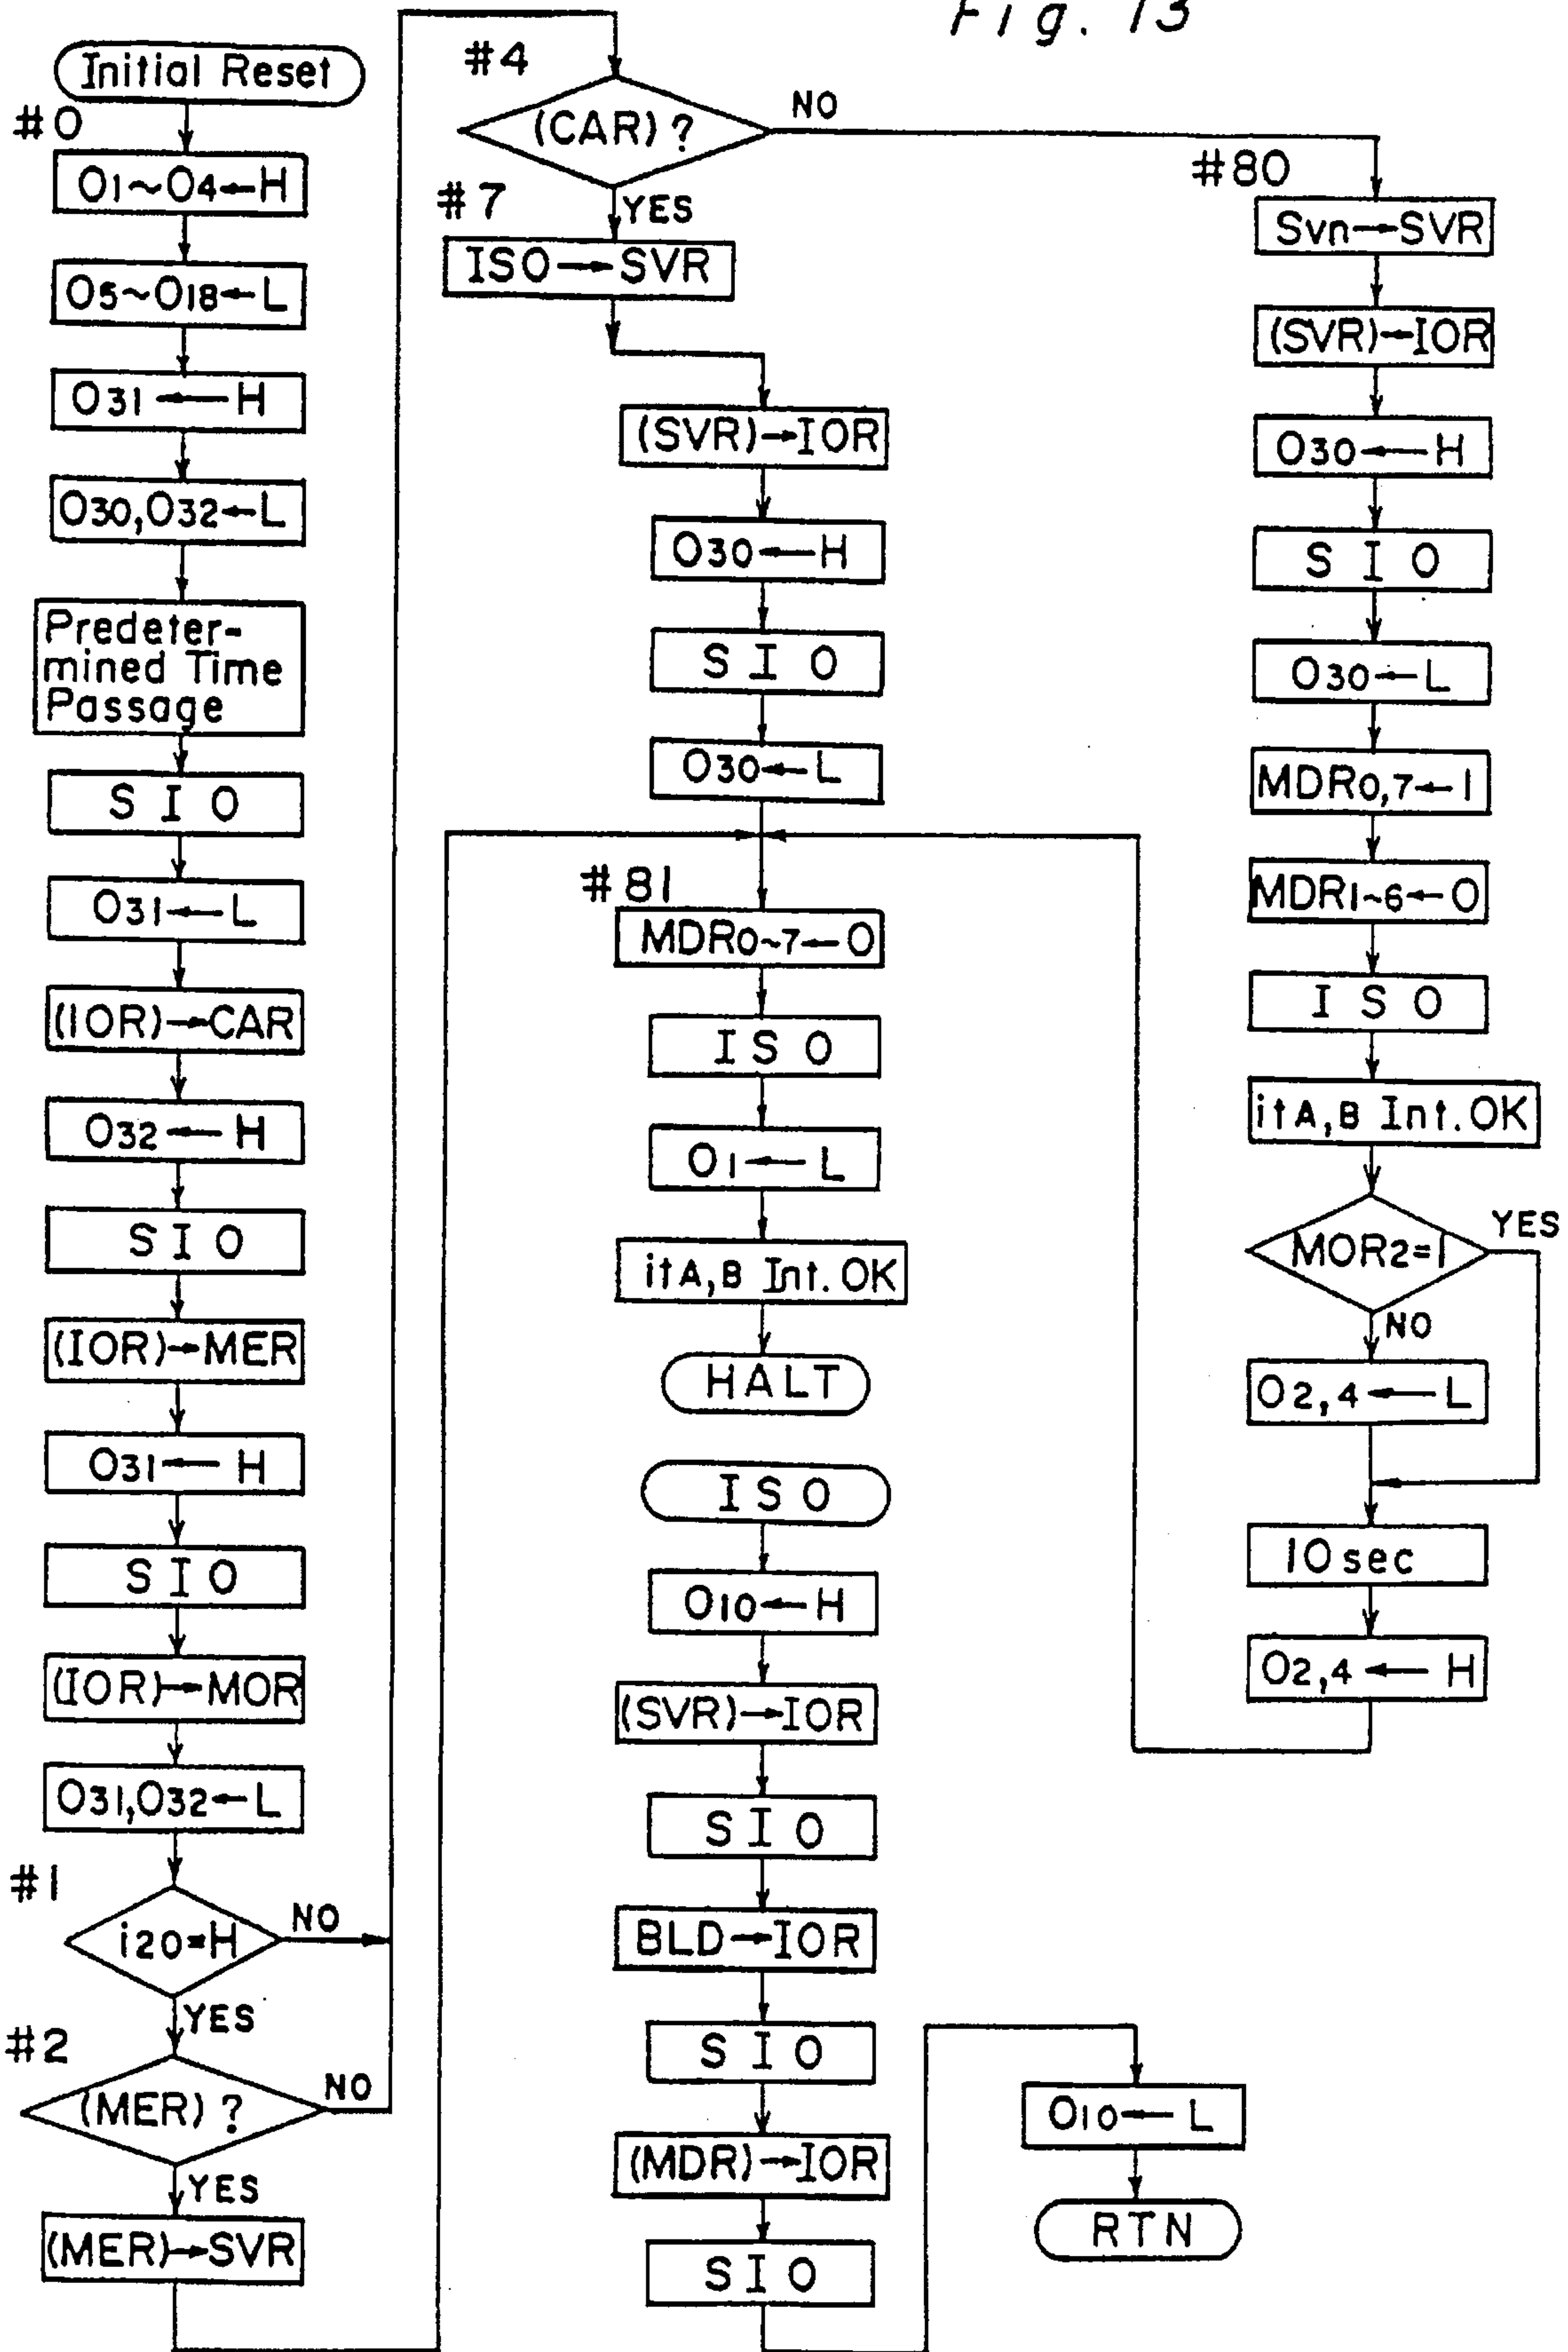 Fig. 13
Initial Reset
#0
O1~O4←H
O5~O18←L
O31←H
O30,O32←L
Predeter-
mined Time
Passage
SIO
O31←L
(IOR)→CAR
O32←H
SIO
(IOR)→MER
O31←H
SIO
(IOR)→MOR
O31,O32←L
#1
i20=H
NO
YES
#2
(MER)?
NO
YES
(MER)→SVR
#4
(CAR)?
NO
#7
YES
ISO→SVR
(SVR)→IOR
O30←H
SIO
O30←L
#81
MDR0~7←0
ISO
O1←L
itA,B Int.OK
HALT
ISO
O10←H
(SVR)→IOR
SIO
BLD→IOR
SIO
(MDR)→IOR
SIO
O10←L
RTN
#80
Svn→SVR
(SVR)→IOR
O30←H
SIO
O30←L
MDR0,7←1
MDR1~6←0
ISO
itA,B Int.OK
MOR2=1
YES
NO
O2,4←L
10sec
O2,4←H